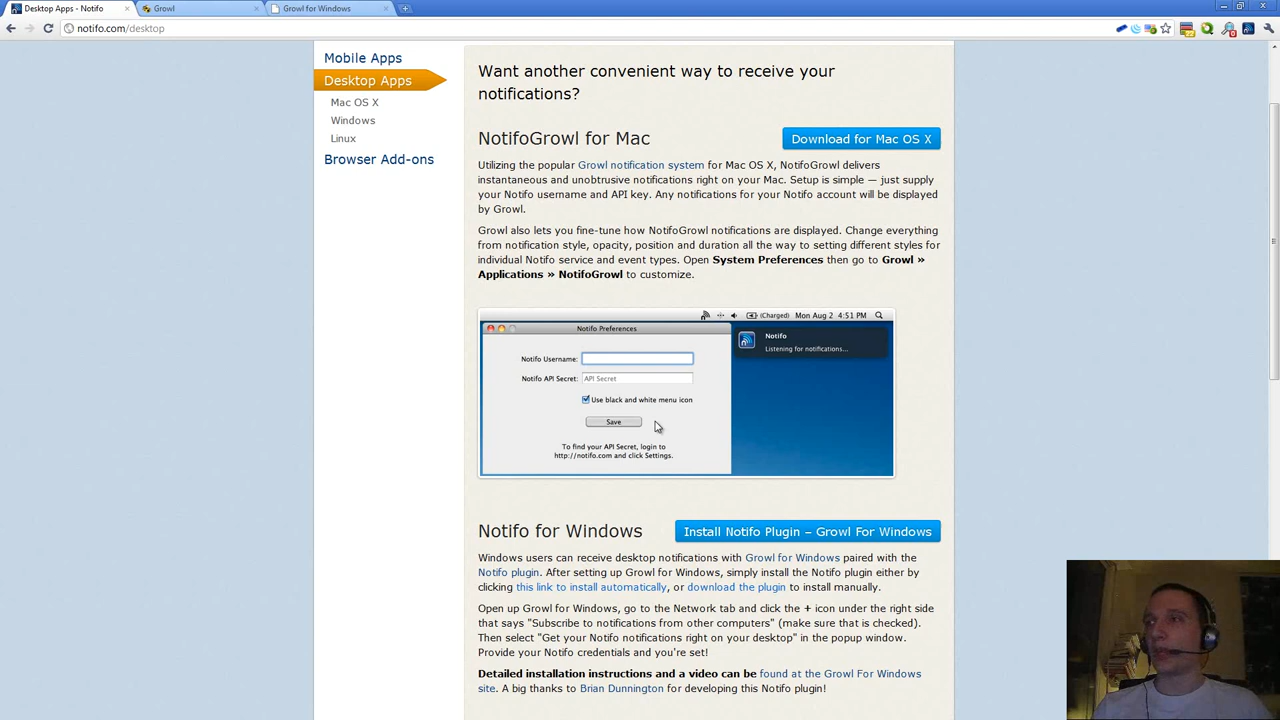 Desktop Apps - Notifo
Growl
Growl for Windows
notifo.com/desktop
Mobile Apps
Desktop Apps
Mac OS X
Windows
Linux
Browser Add-ons
Want another convenient way to receive your
notifications?
NotifoGrowl for Mac
Download for Mac OS X
Utilizing the popular Growl notification system for Mac OS X, NotifoGrowl delivers
instantaneous and unobtrusive notifications right on your Mac. Setup is simple — just supply
your Notifo username and API key. Any notifications for your Notifo account will be displayed
by Growl.
Growl also lets you fine-tune how NotifoGrowl notifications are displayed. Change everything
from notification style, opacity, position and duration all the way to setting different styles for
individual Notifo service and event types. Open System Preferences then go to Growl »
Applications » NotifoGrowl to customize.
(Charged) Mon Aug 2 4:51 PM
Notifo Preferences
Notifo
Listening for notifications...
Notifo Username:
Notifo API Secret: API Secret
Use black and white menu icon
Save
To find your API Secret, login to
http://notifo.com and click Settings.
Notifo for Windows
Install Notifo Plugin – Growl For Windows
Windows users can receive desktop notifications with Growl for Windows paired with the
Notifo plugin. After setting up Growl for Windows, simply install the Notifo plugin either by
clicking this link to install automatically, or download the plugin to install manually.
Open up Growl for Windows, go to the Network tab and click the + icon under the right side
that says "Subscribe to notifications from other computers" (make sure that is checked).
Then select "Get your Notifo notifications right on your desktop" in the popup window.
Provide your Notifo credentials and you're set!
Detailed installation instructions and a video can be found at the Growl For Windows
site. A big thanks to Brian Dunnington for developing this Notifo plugin!